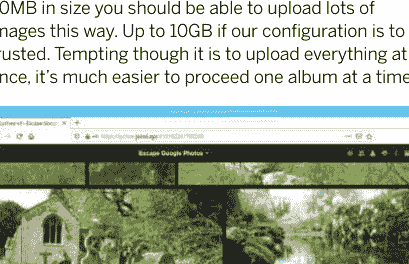 0MB in size you should be able to upload lots of
mages this way. Up to 10GB if our configuration is to
rusted. Tempting though it is to upload everything at
nce, it’s much easier to proceed one album at a time
Escape Google Photos